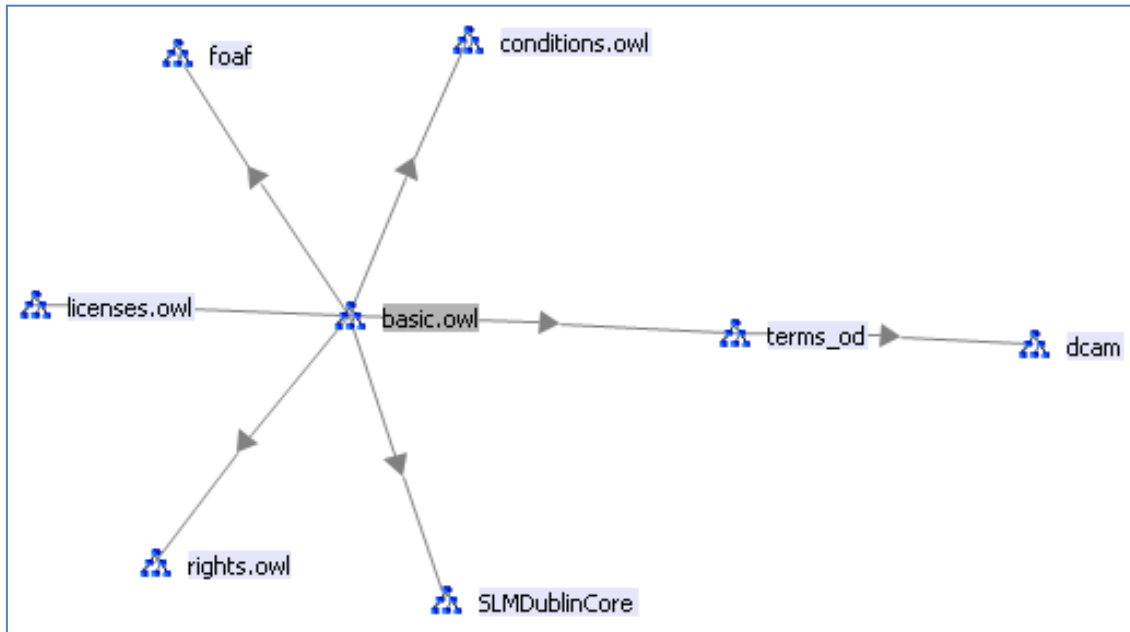 foaf
conditions.owl
licenses.owl
basic.owl
terms_od
dcam
rights.owl
SLMDublinCore